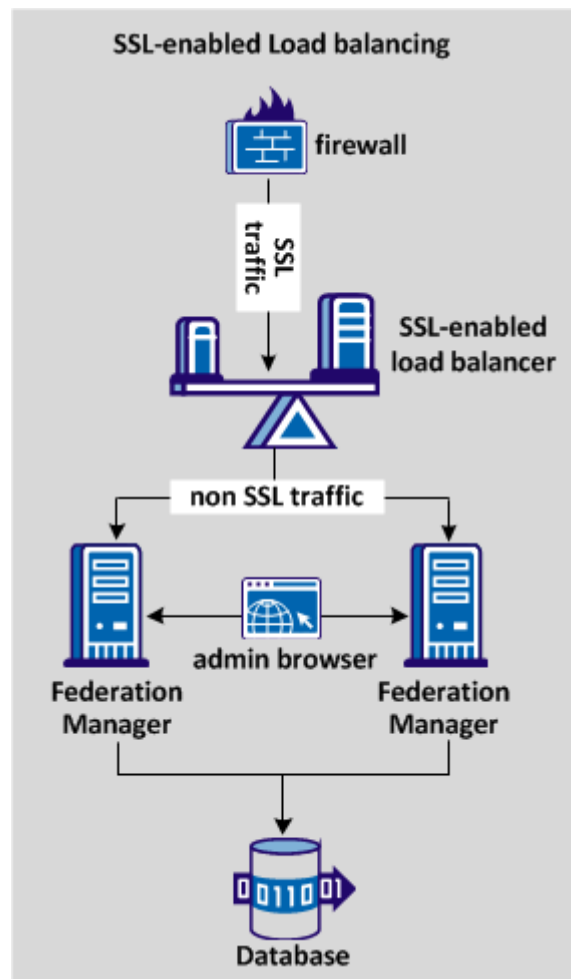 SSL-enabled Load balancing
firewall
SSL
traffic
SSL-enabled
load balancer
non SSL traffic
admin browser
Federation
Manager
Federation
Manager
0 0110 01
Database